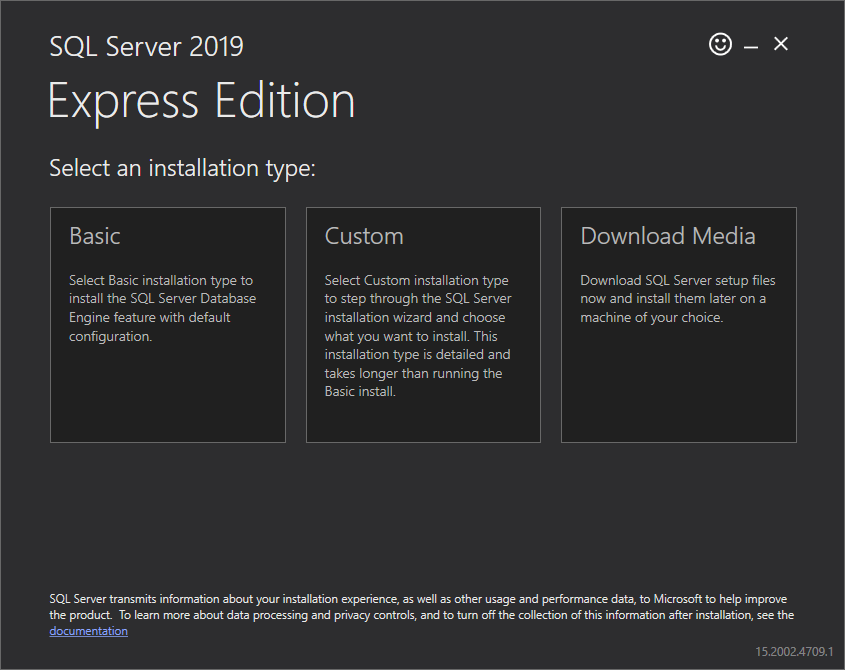 SQL Server 2019
Express Edition
Select an installation type:
Basic
Select Basic installation type to
install the SQL Server Database
Engine feature with default
configuration.
Custom
Select Custom installation type
to step through the SQL Server
installation wizard and choose
what you want to install. This
installation type is detailed and
takes longer than running the
Basic install.
Download Media
Download SQL Server setup files
now and install them later on a
machine of your choice.
SQL Server transmits information about your installation experience, as well as other usage and performance data, to Microsoft to help improve
the product.  To learn more about data processing and privacy controls, and to turn off the collection of this information after installation, see the
documentation
15.2002.4709.1